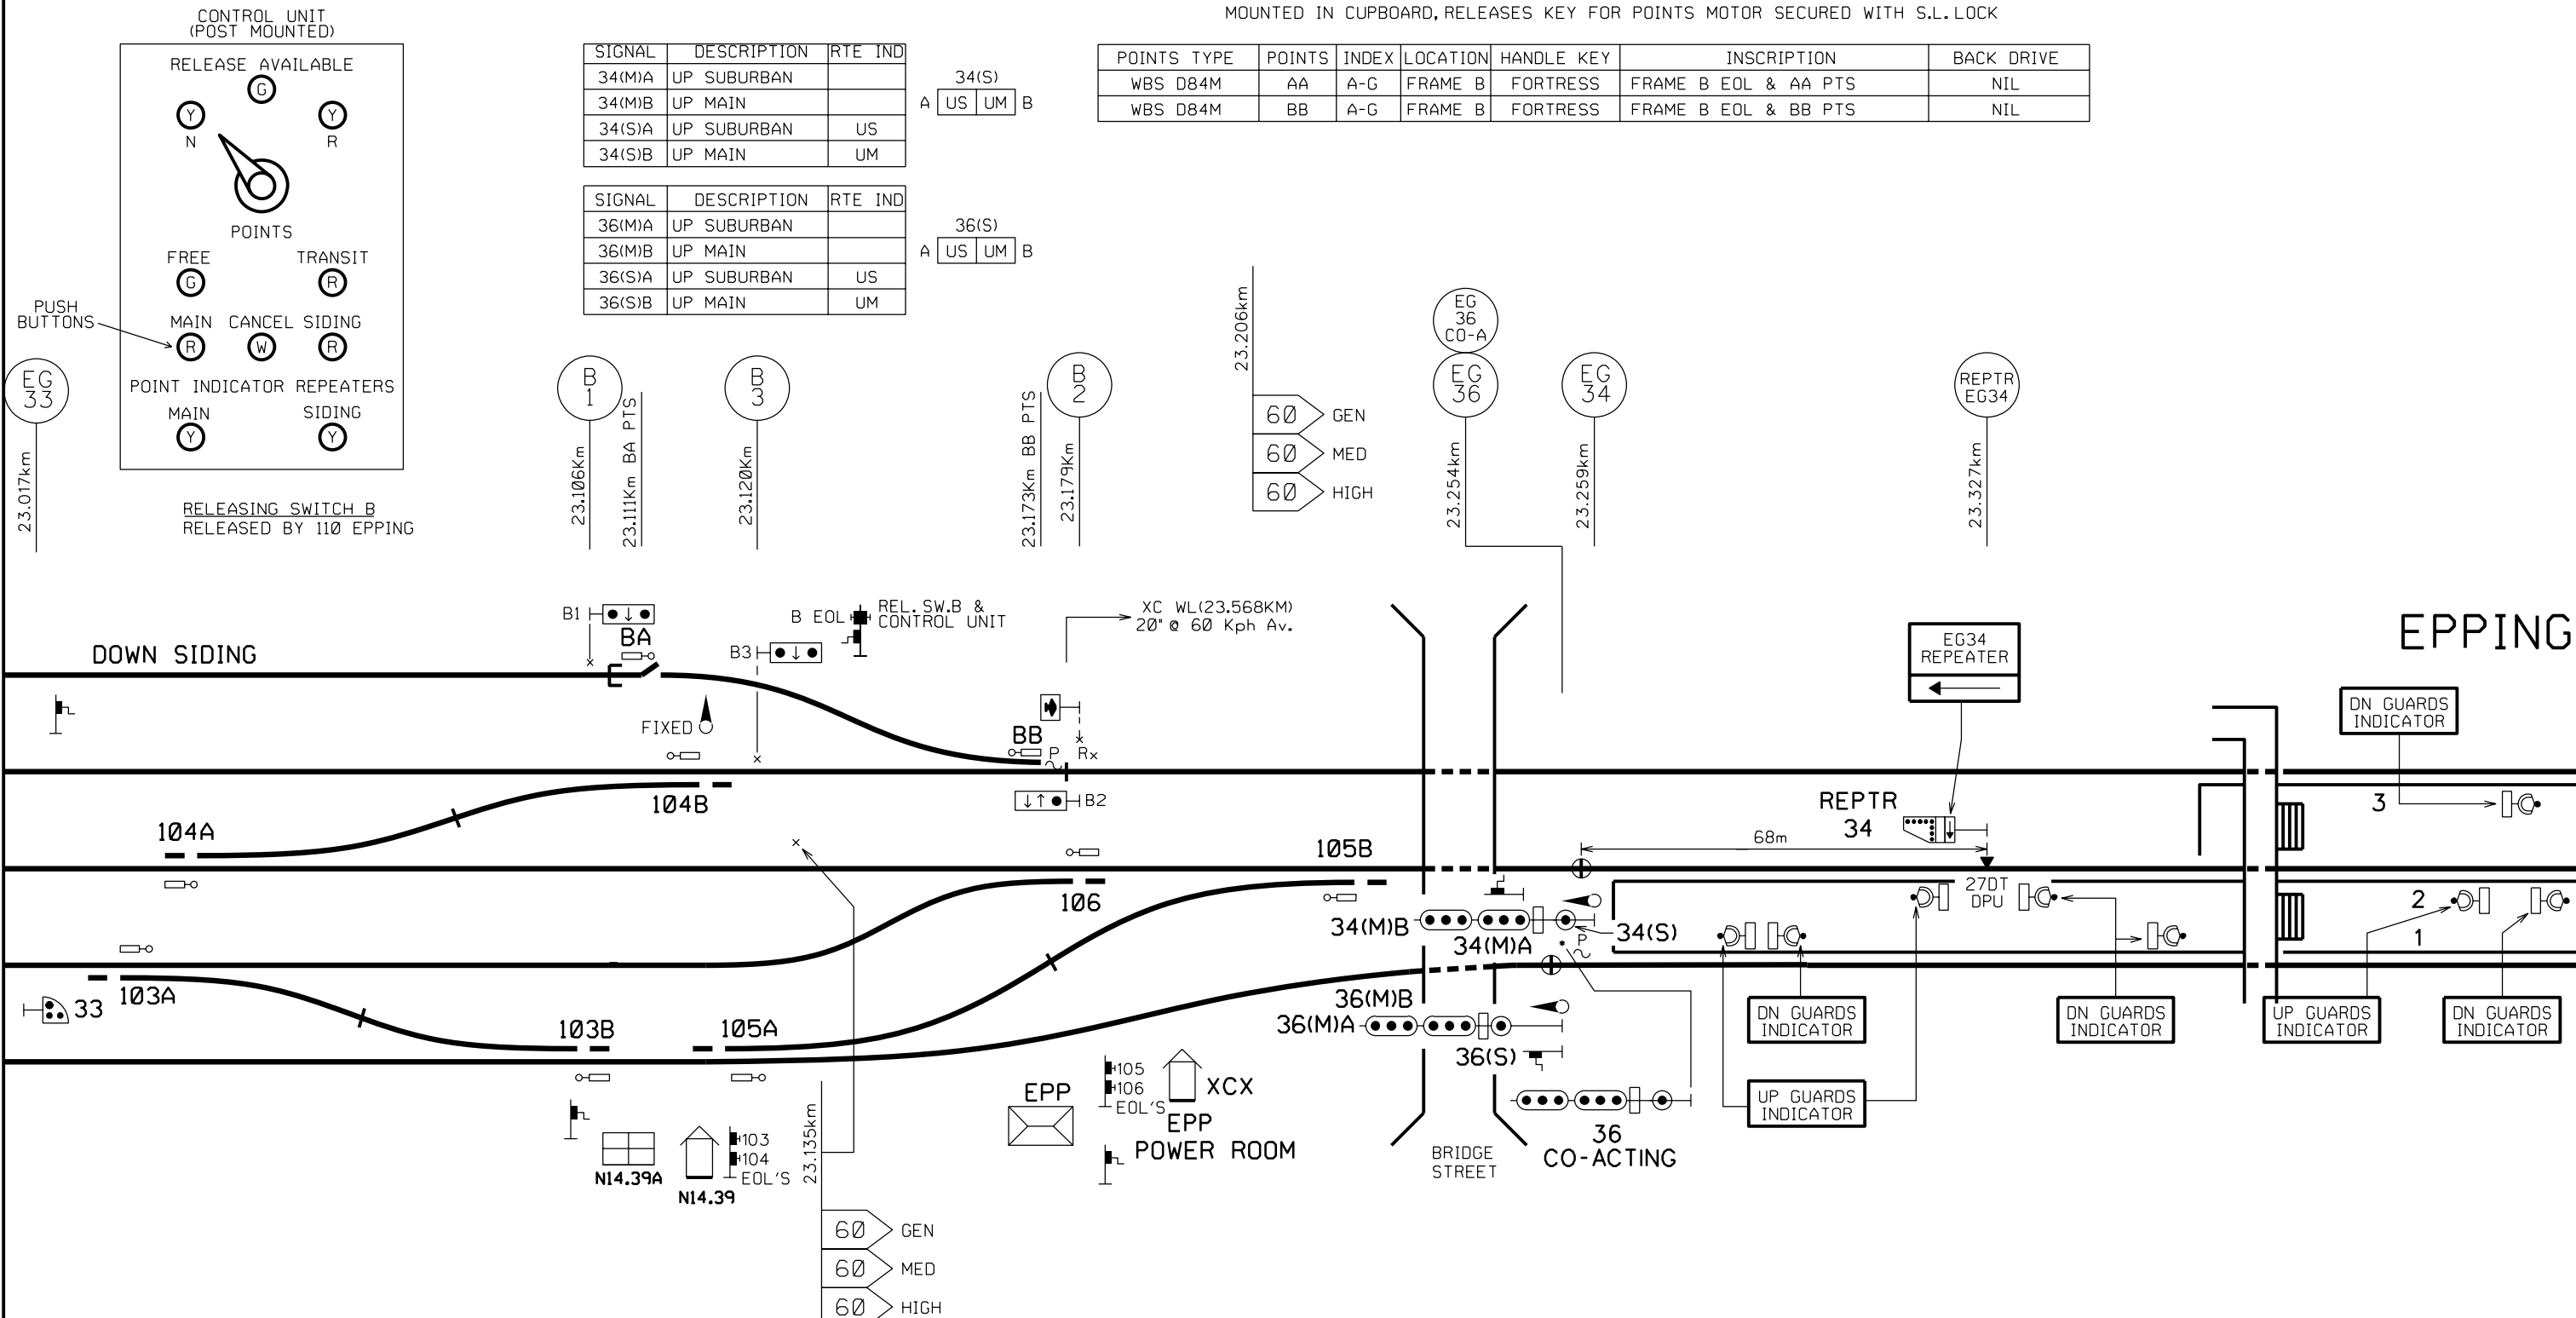 MOUNTED IN CUPBOARD, RELEASES KEY FOR POINTS MOTOR SECURED WITH S.L. LOCK
CONTROL UNIT
(POST MOUNTED)
RELEASE AVAILABLE
G
Y Y
N R
POINTS
FREE TRANSIT
G R
PUSH
BUTTONS
MAIN CANCEL SIDING
R W R
POINT INDICATOR REPEATERS
MAIN SIDING
Y Y
RELEASING SWITCH B
RELEASED BY 110 EPPING
SIGNAL DESCRIPTION RTE IND
34(M)A UP SUBURBAN
34(M)B UP MAIN
34(S)A UP SUBURBAN US
34(S)B UP MAIN UM
34(S)
A US UM B
SIGNAL DESCRIPTION RTE IND
36(M)A UP SUBURBAN
36(M)B UP MAIN
36(S)A UP SUBURBAN US
36(S)B UP MAIN UM
36(S)
A US UM B
POINTS TYPE POINTS INDEX LOCATION HANDLE KEY INSCRIPTION BACK DRIVE
WBS D84M AA A-G FRAME B FORTRESS FRAME B EOL & AA PTS NIL
WBS D84M BB A-G FRAME B FORTRESS FRAME B EOL & BB PTS NIL
EG
33
23.017km
B
1
23.106Km
23.111Km BA PTS
B
3
23.120Km
23.173Km BB PTS
B
2
23.179Km
23.206km
60 GEN
60 MED
60 HIGH
EG
36
CO-A
EG
36
23.254km
EG
34
23.259km
REPTR
EG34
23.327km
B1
BA
B EOL
REL. SW.B &
CONTROL UNIT
B3
XC WL(23.568KM)
20" @ 60 Kph Av.
EPPING
DOWN SIDING
EG34
REPEATER
DN GUARDS
INDICATOR
FIXED
BB
P Rx
B2
104B
104A
REPTR
34
3
68m
105B
27DT
DPU
106
34(M)B
34(M)A
34(S)
P
2
1
103A
33
103B
105A
36(M)B
36(M)A
36(S)
DN GUARDS
INDICATOR
DN GUARDS
INDICATOR
UP GUARDS
INDICATOR
DN GUARDS
INDICATOR
UP GUARDS
INDICATOR
EPP
105
106
EOL'S
XCX
EPP
POWER ROOM
BRIDGE
STREET
36
CO-ACTING
N14.39A
N14.39
103
104
EOL'S
23.135km
60 GEN
60 MED
60 HIGH